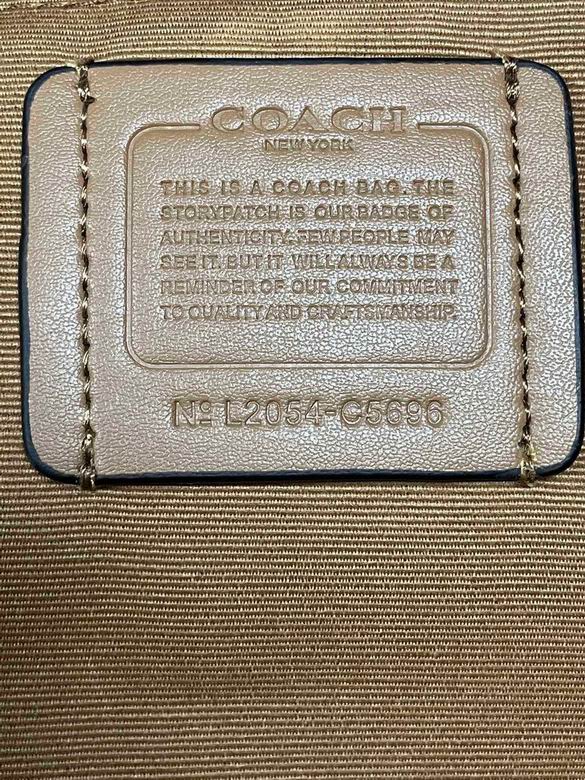 COACH
NEW YORK
THIS IS A COACH BAG. THE
STORYPATCH IS OUR BADGE OF
AUTHENTICITY. FEW PEOPLE MAY
SEE IT. BUT IT WILL ALWAYS BE A
REMINDER OF OUR COMMITMENT
TO QUALITY AND CRAFTSMANSHIP.
Nº L2054-C5696